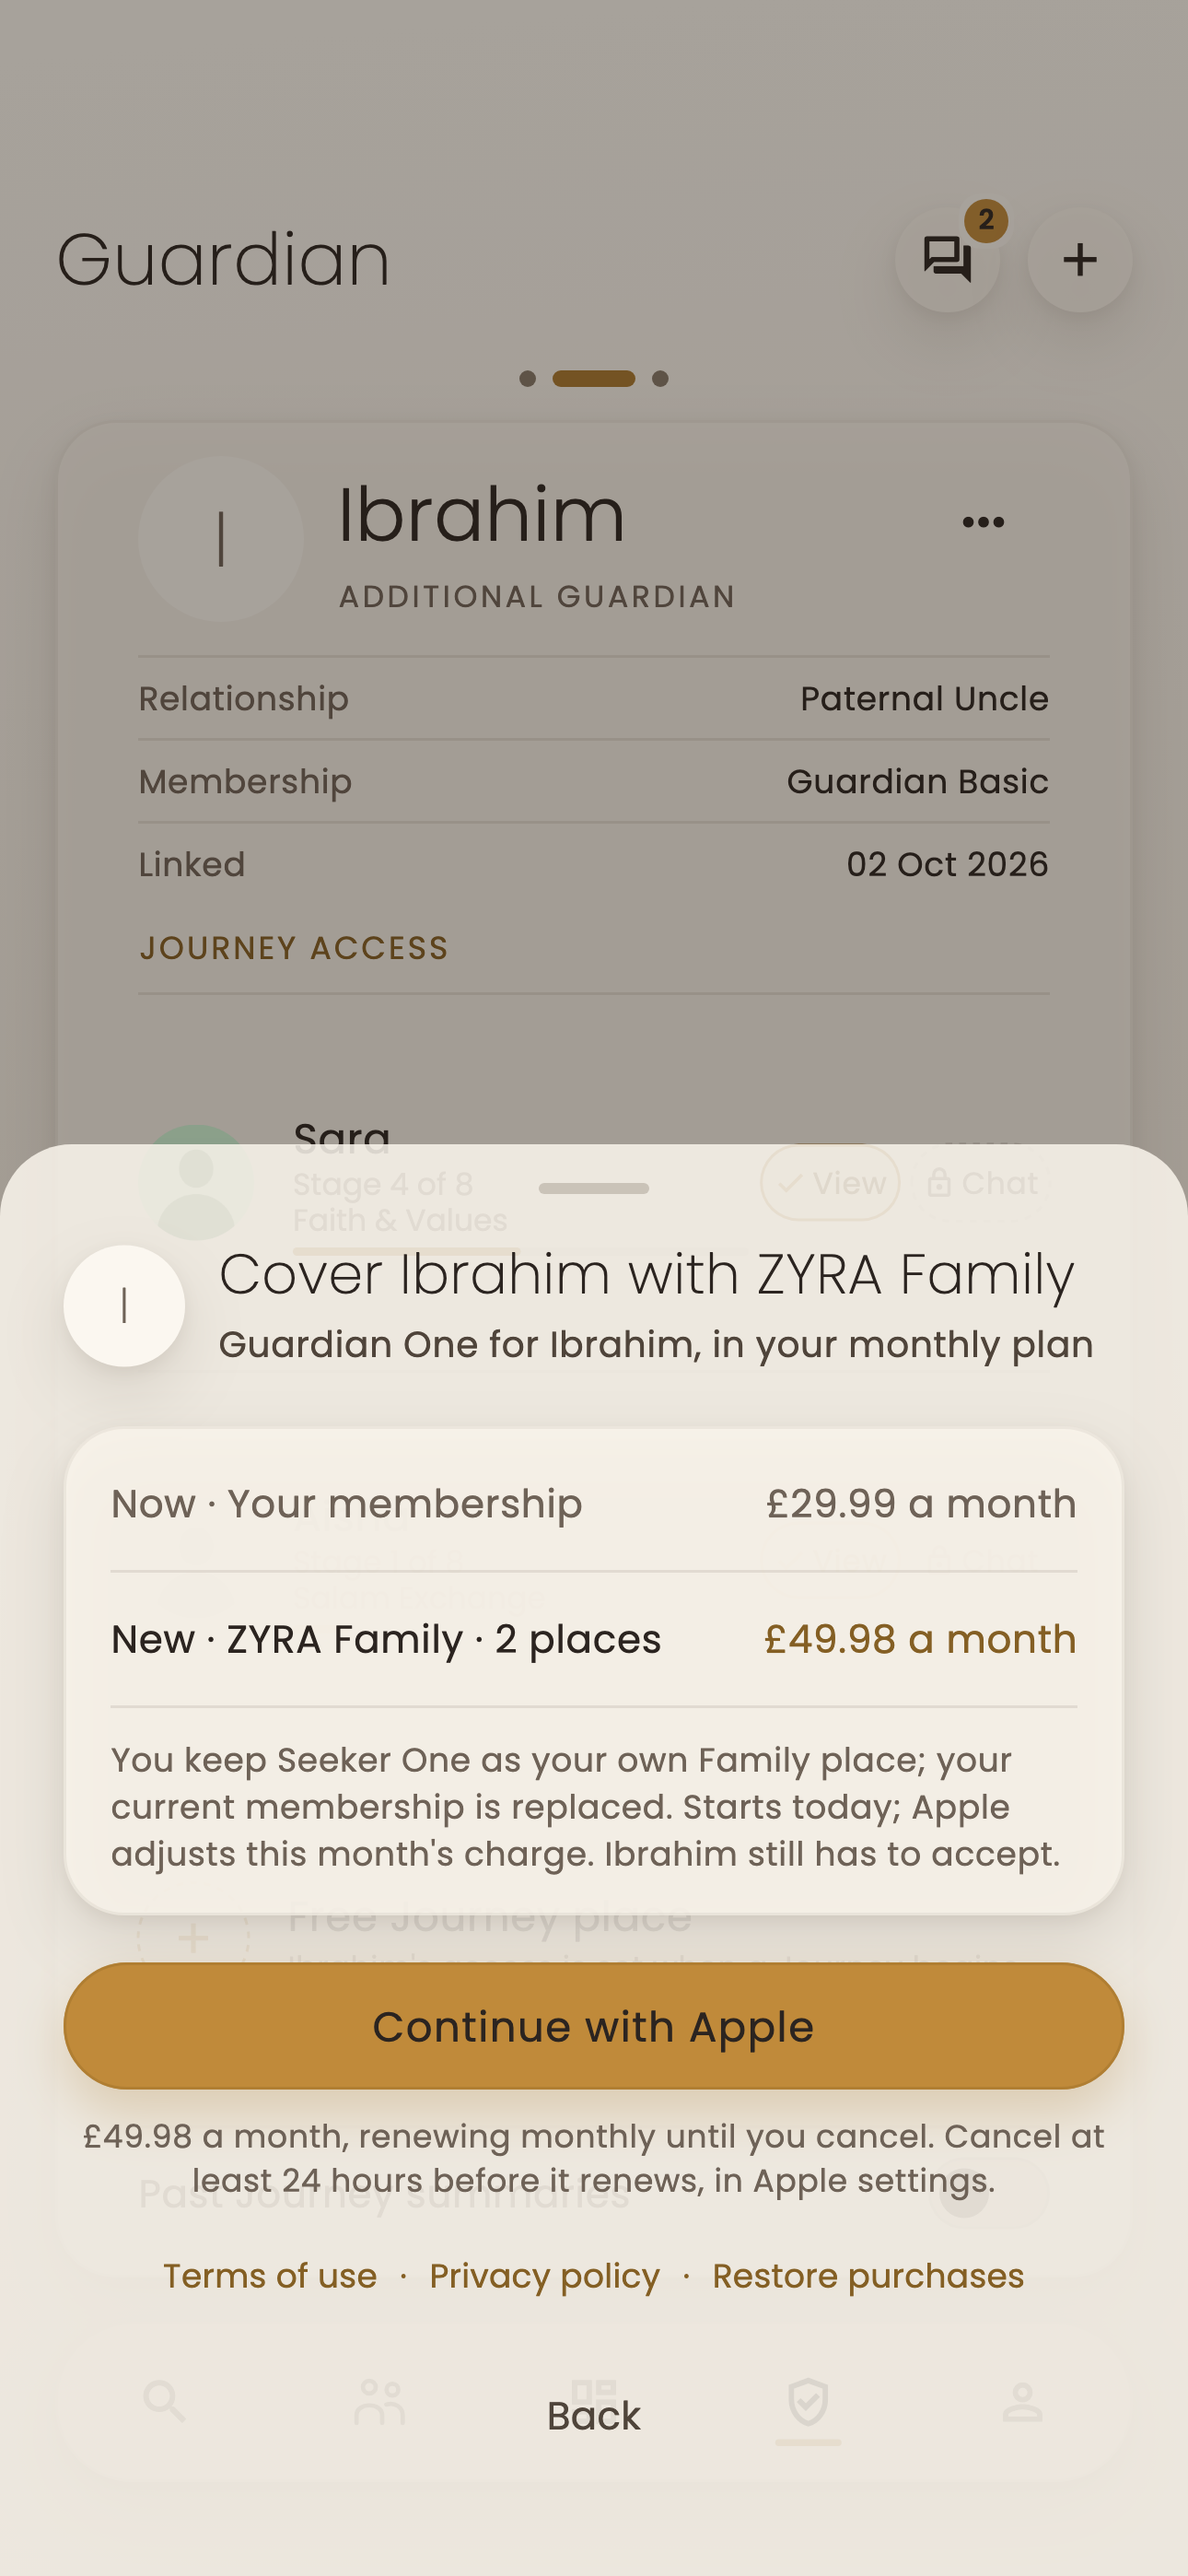 Guardian
2
I
Ibrahim
ADDITIONAL GUARDIAN
Relationship
Paternal Uncle
Membership
Guardian Basic
Linked
02 Oct 2026
JOURNEY ACCESS
Sara
Stage 4 of 8
Faith & Values
View
Chat
I
Cover Ibrahim with ZYRA Family
Guardian One for Ibrahim, in your monthly plan
Now · Your membership
£29.99 a month
New · ZYRA Family · 2 places
£49.98 a month
You keep Seeker One as your own Family place; your
current membership is replaced. Starts today; Apple
adjusts this month's charge. Ibrahim still has to accept.
Free Journey place
Continue with Apple
£49.98 a month, renewing monthly until you cancel. Cancel at
least 24 hours before it renews, in Apple settings.
Past Journey summaries
Terms of use · Privacy policy · Restore purchases
Back